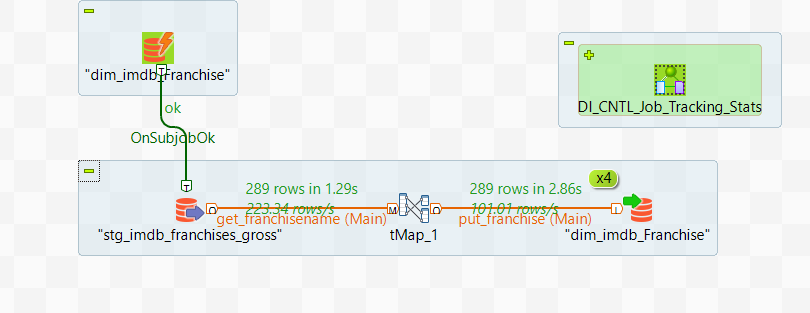 "dim_imdb_Franchise"
ok
OnSubjobOk
DI_CNTL_Job_Tracking_Stats
289 rows in 1.29s
223.34 rows/s
get_franchisename (Main)
289 rows in 2.86s
101.01 rows/s
put_franchise (Main)
x4
"stg_imdb_franchises_gross"
tMap_1
"dim_imdb_Franchise"